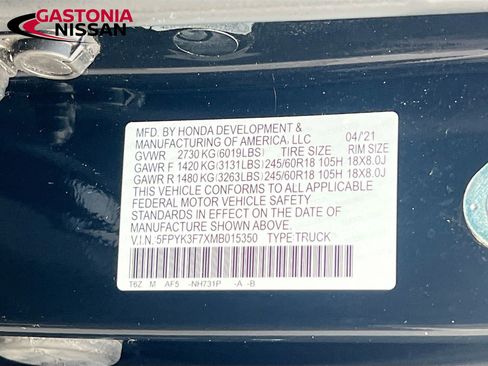 GASTONIA
NISSAN
MFD. BY HONDA DEVELOPMENT &
MANUFACTURING OF AMERICA, LLC 04/21
GVWR 2730 KG (6019LBS) TIRE SIZE RIM SIZE
GAWR F 1420 KG (3131LBS) 245/60R18 105H 18X8.0J
GAWR R 1480 KG (3263LBS) 245/60R18 105H 18X8.0J
THIS VEHICLE CONFORMS TO ALL APPLICABLE
FEDERAL MOTOR VEHICLE SAFETY
STANDARDS IN EFFECT ON THE DATE OF
MANUFACTURE SHOWN ABOVE.
V.I.N. 5FPYK3F7XMB015350 TYPE TRUCK
T6Z M AF5 -NH731P -A -B